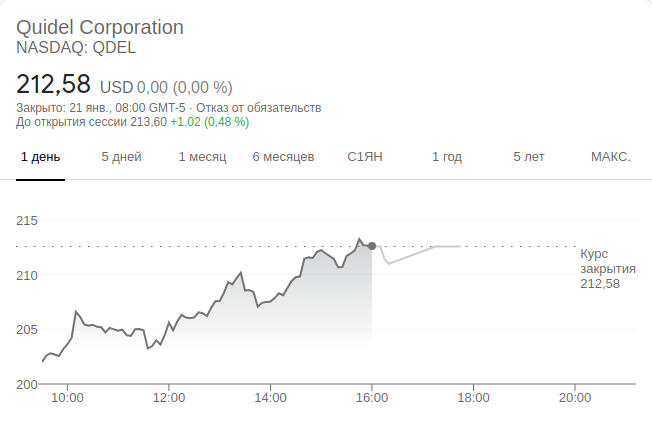 Quidel Corporation
NASDAQ: QDEL
212,58 USD 0,00 (0,00 %)
Закрыто: 21 янв., 08:00 GMT-5 · Отказ от обязательств
До открытия сессии 213,60 +1,02 (0,48 %)
1 день 5 дней 1 месяц 6 месяцев С1ЯН 1 год 5 лет МАКС.
215
210
205
200
Курс
закрытия
212,58
10:00 12:00 14:00 16:00 18:00 20:00